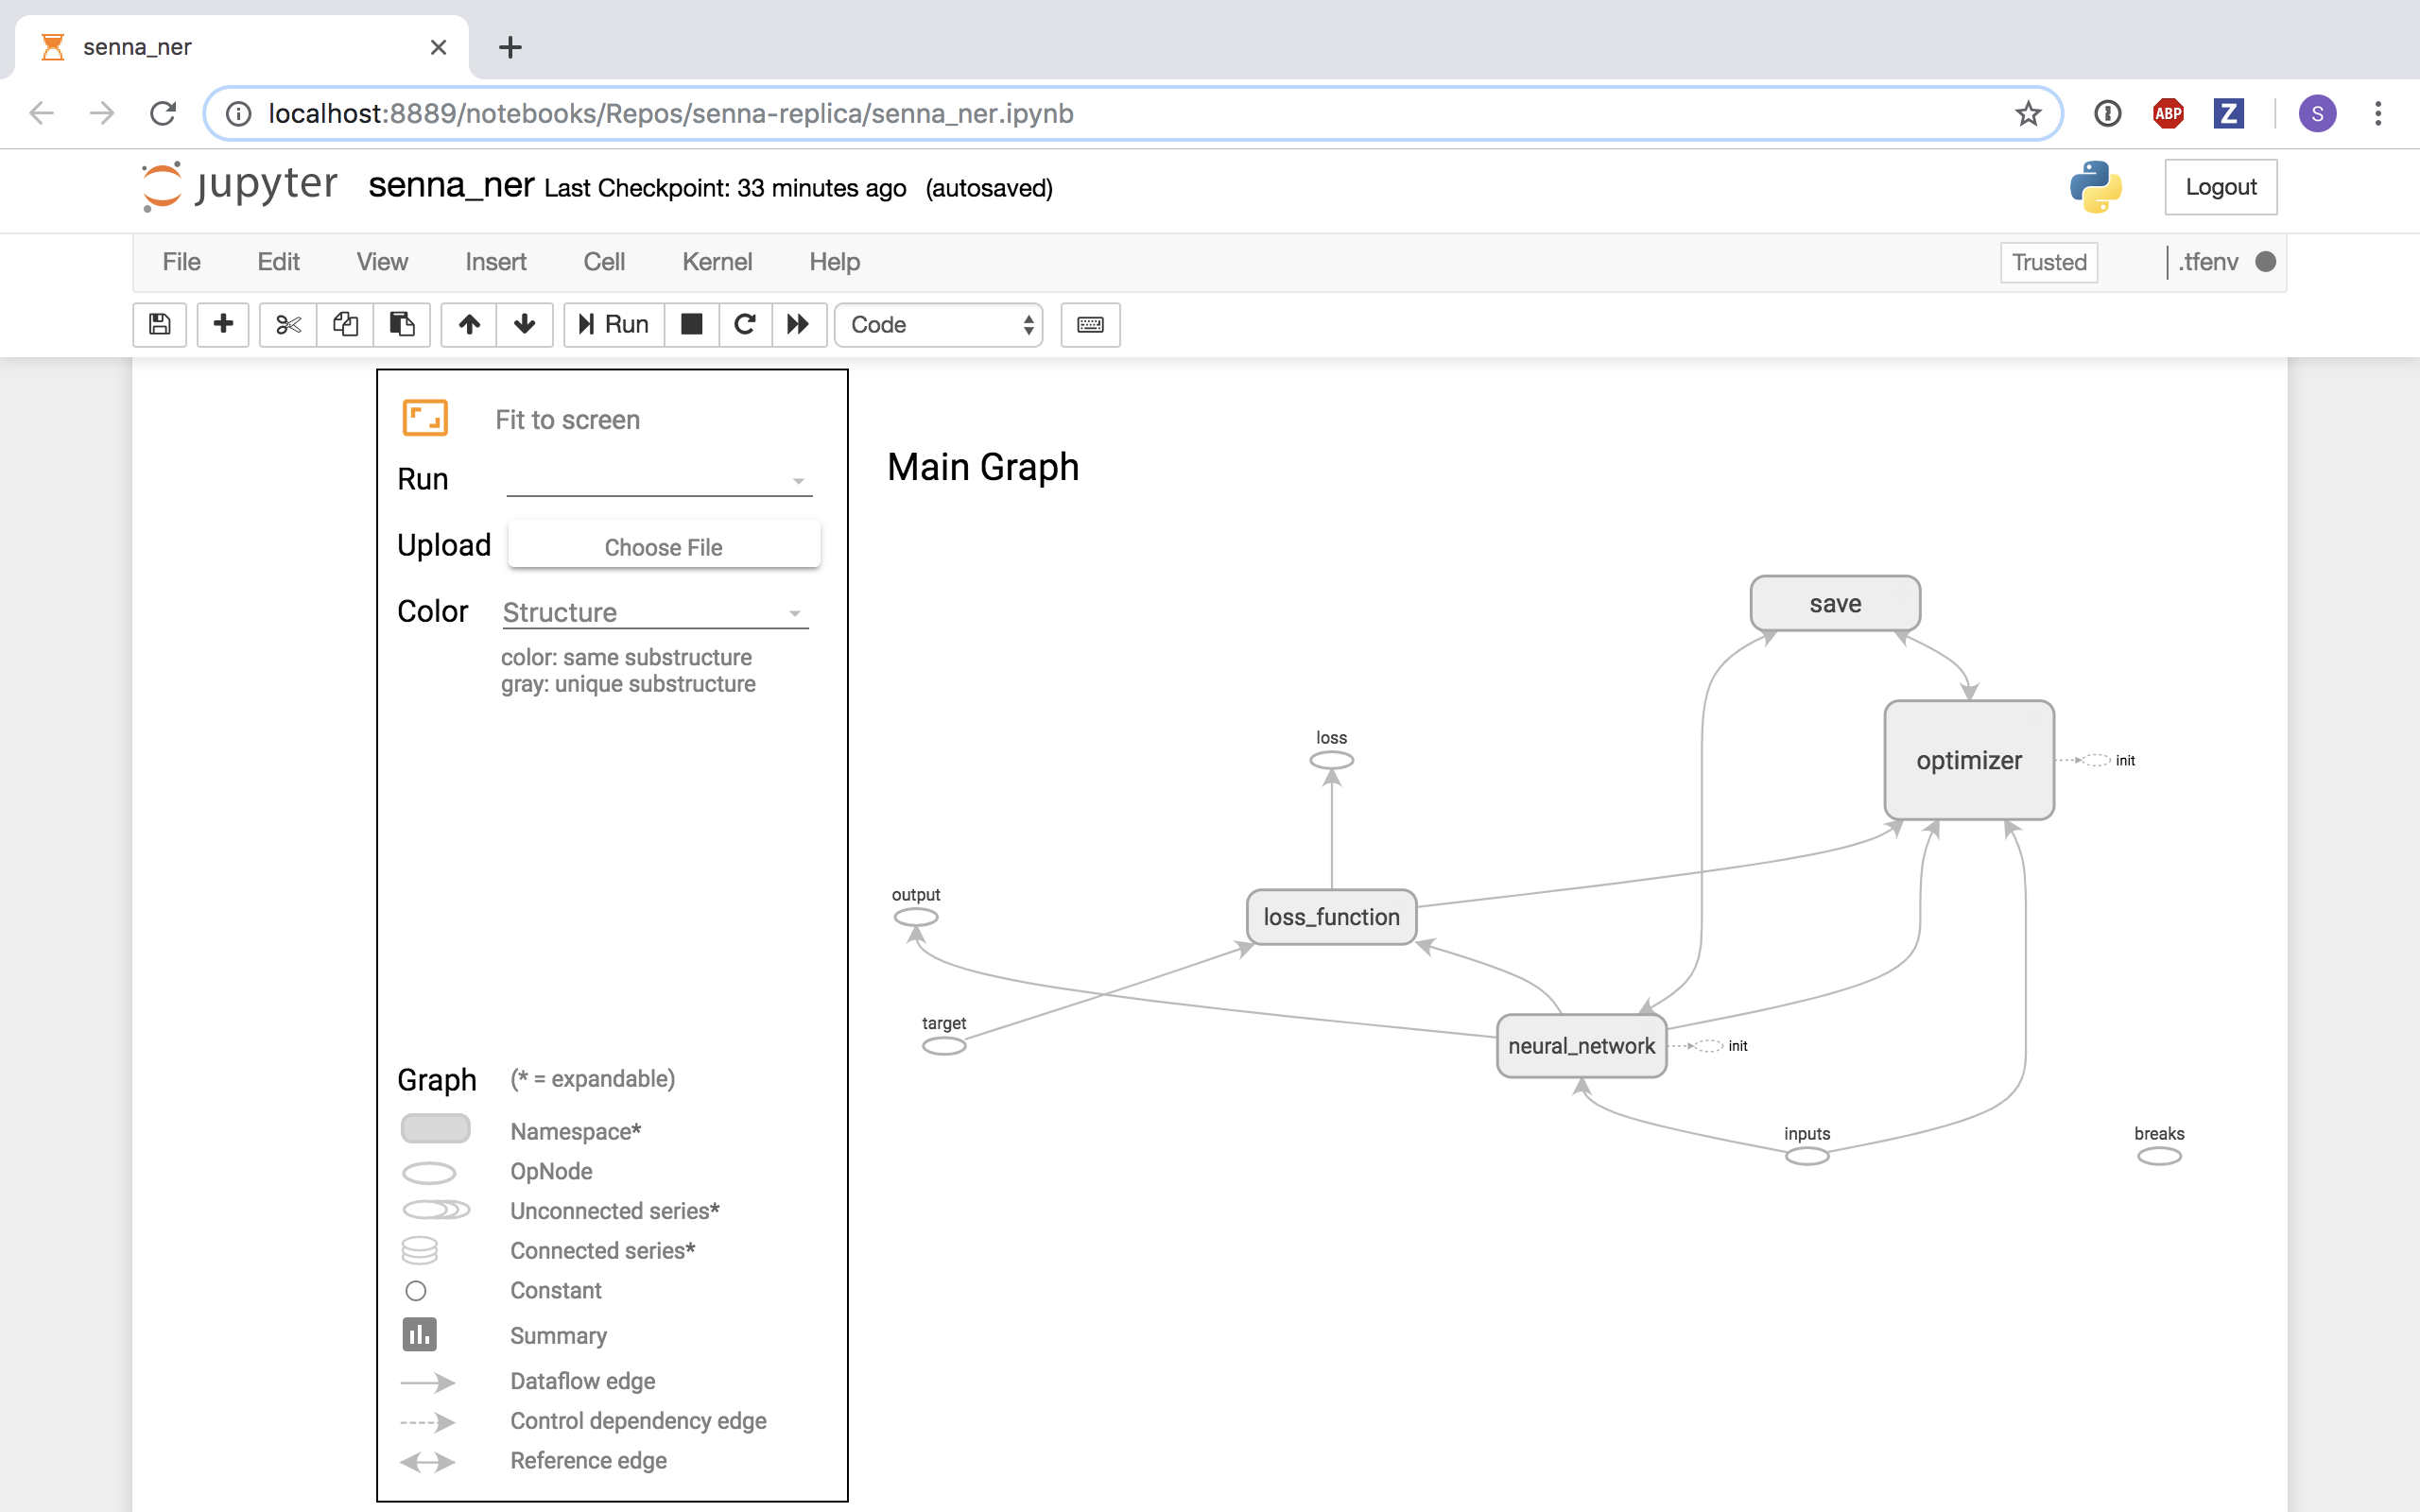 senna_ner
localhost:8889/notebooks/Repos/senna-replica/senna_ner.ipynb
ABP
Z
S
jupyter senna_ner Last Checkpoint: 33 minutes ago (autosaved)
Logout
File Edit View Insert Cell Kernel Help
Trusted
.tfenv
Run
Code
Fit to screen
Run
Upload Choose File
Color Structure
color: same substructure
gray: unique substructure
Graph (* = expandable)
Namespace*
OpNode
Unconnected series*
Connected series*
Constant
Summary
Dataflow edge
Control dependency edge
Reference edge
Main Graph
save
loss
optimizer
init
output
loss_function
target
neural_network
init
inputs
breaks